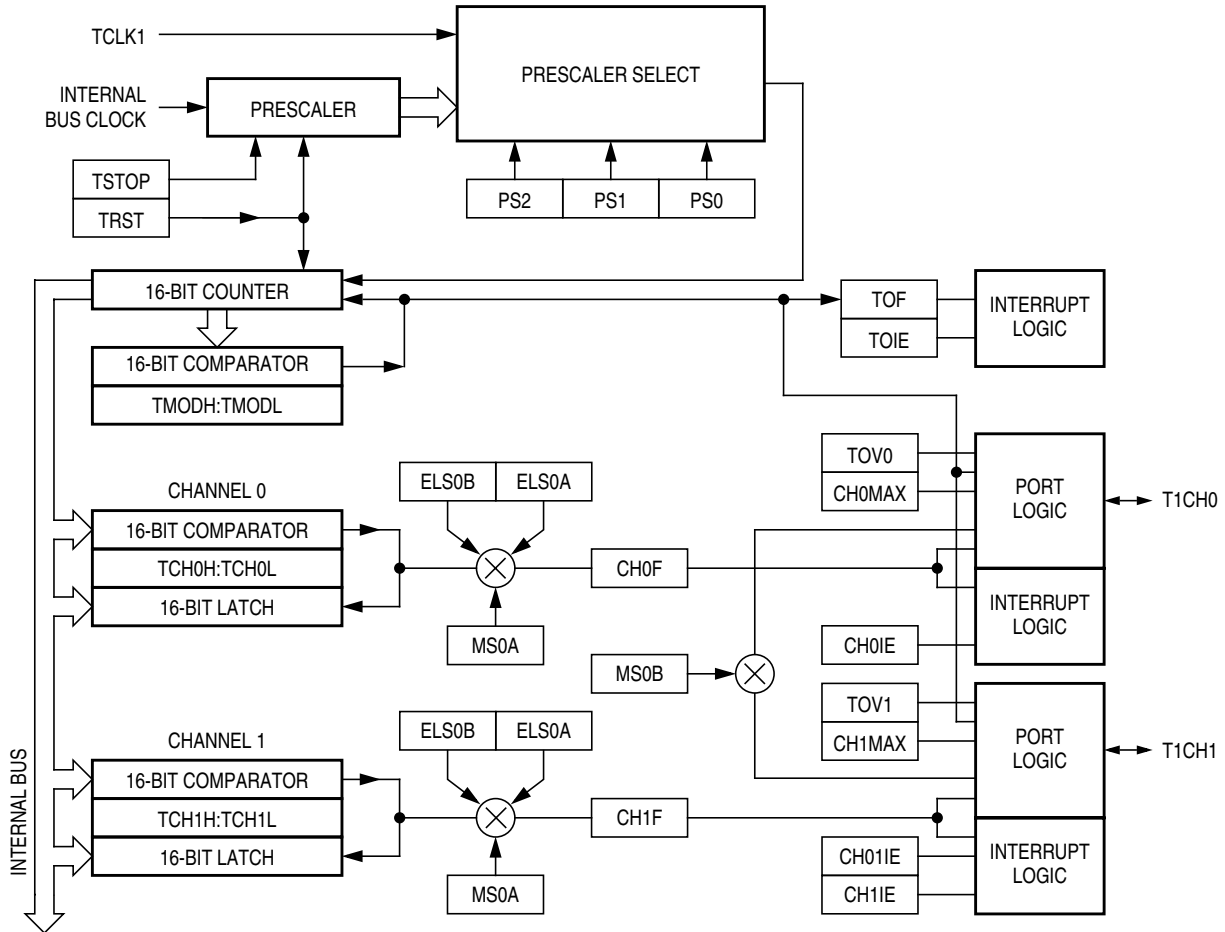 TCLK1
PRESCALER SELECT
INTERNAL
BUS CLOCK
PRESCALER
TSTOP
TRST
PS2
PS1
PS0
16-BIT COUNTER
TOF
TOIE
INTERRUPT
LOGIC
16-BIT COMPARATOR
TMODH:TMODL
CHANNEL 0
ELS0B
ELS0A
TOV0
CH0MAX
PORT
LOGIC
T1CH0
16-BIT COMPARATOR
TCH0H:TCH0L
16-BIT LATCH
CH0F
MS0A
INTERRUPT
LOGIC
CH0IE
MS0B
CHANNEL 1
ELS0B
ELS0A
TOV1
CH1MAX
PORT
LOGIC
T1CH1
16-BIT COMPARATOR
TCH1H:TCH1L
16-BIT LATCH
CH1F
MS0A
CH01IE
CH1IE
INTERRUPT
LOGIC
INTERNAL BUS